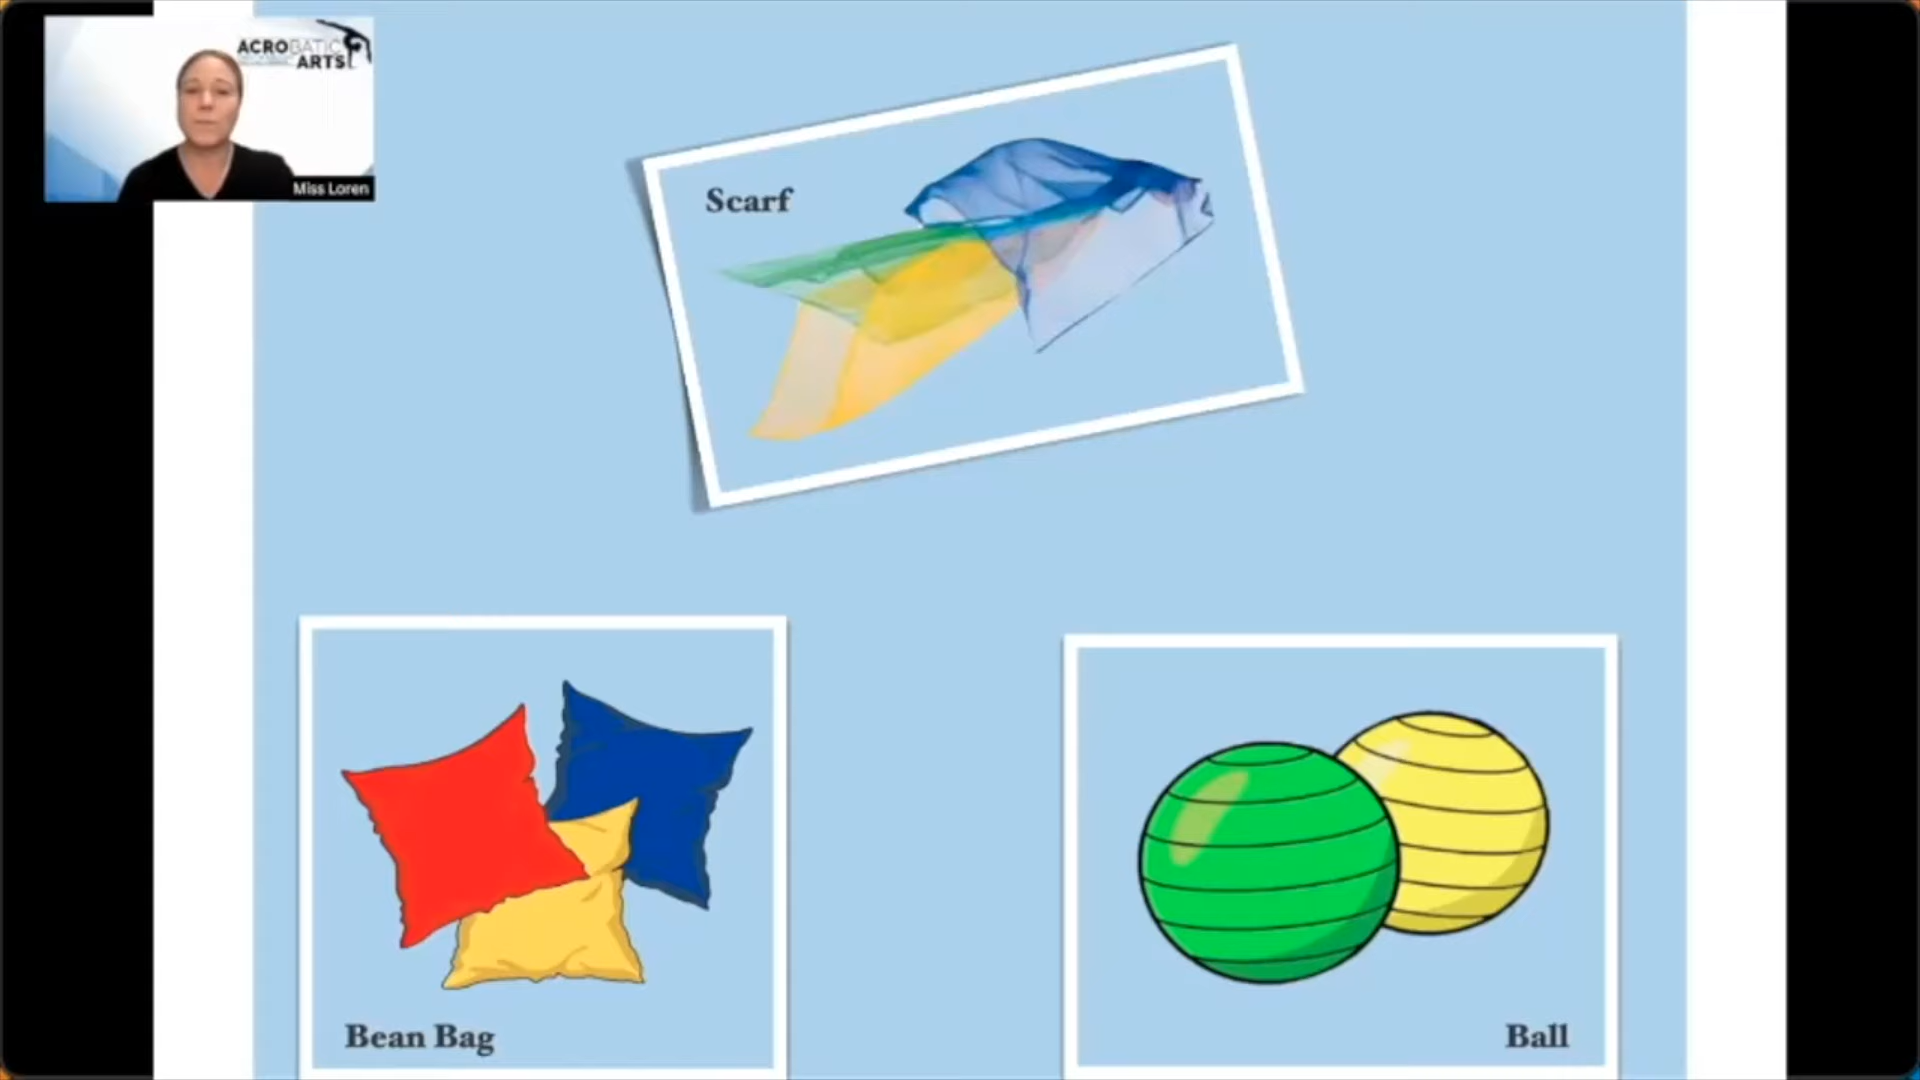 ACROBATIC
ARTS
Miss Loren
Scarf
Bean Bag
Ball